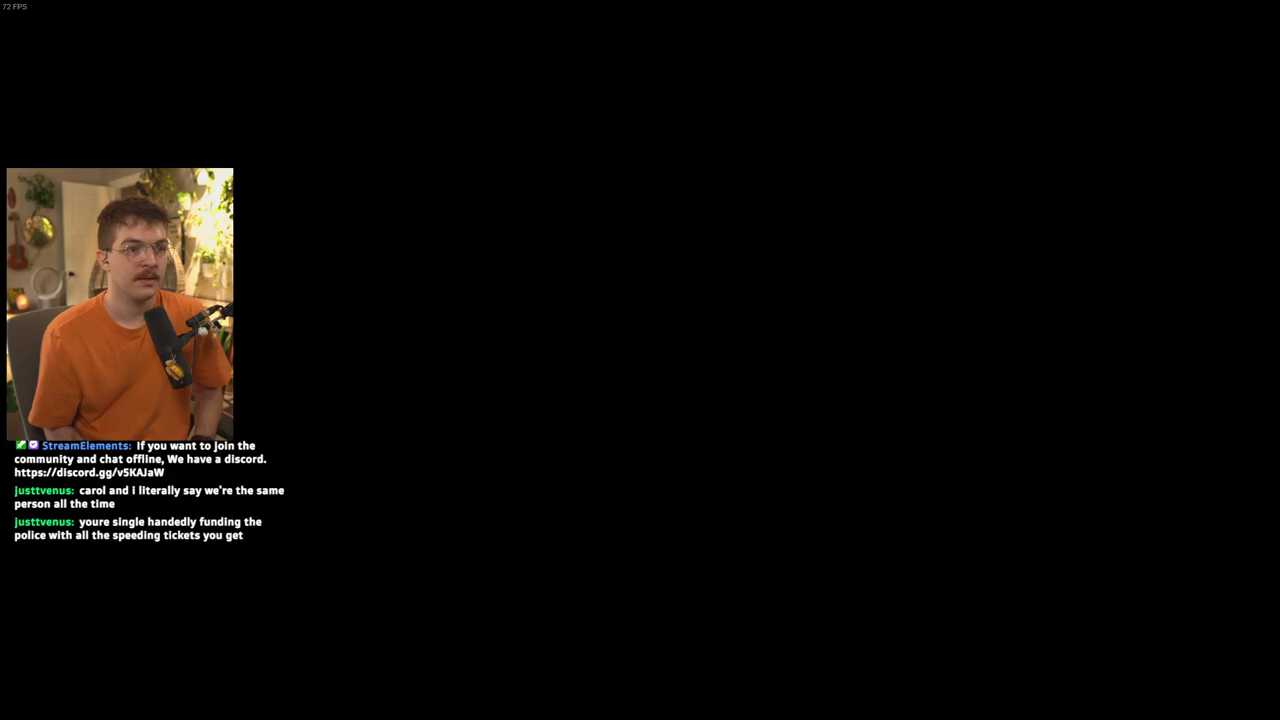 72 FPS
StreamElements: If you want to join the
community and chat offline, We have a discord.
https://discord.gg/v5KAJaW
justtvenus: carol and i literally say we're the same
person all the time
justtvenus: youre single handedly funding the
police with all the speeding tickets you get